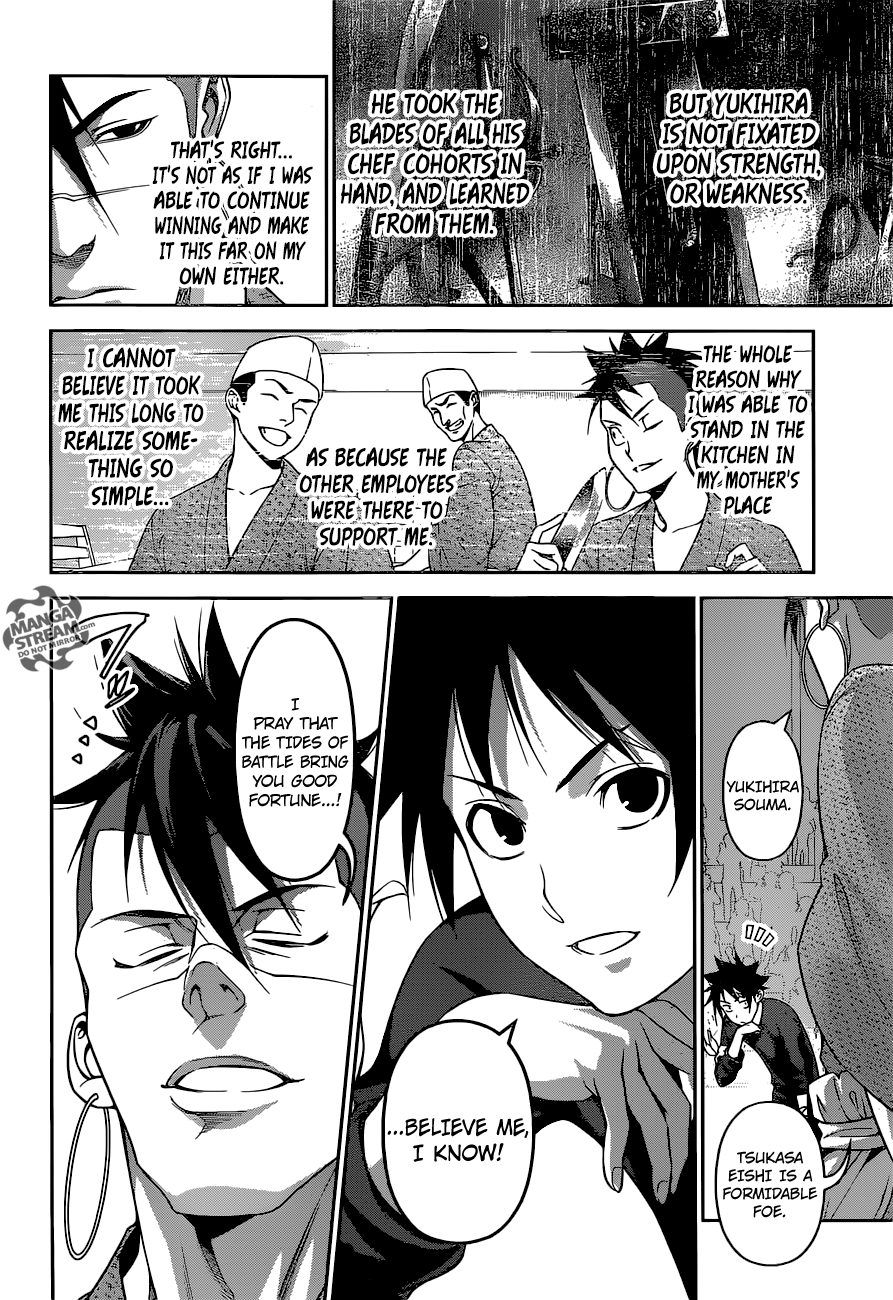 BUT YUKIHIRA
IS NOT FIXATED
UPON STRENGTH,
OR WEAKNESS.
HE TOOK THE
BLADES OF ALL HIS
CHEF COHORTS IN
HAND, AND LEARNED
FROM THEM.
THAT'S RIGHT...
IT'S NOT AS IF I WAS
ABLE TO CONTINUE
WINNING AND MAKE
IT THIS FAR ON MY
OWN EITHER.
THE WHOLE
REASON WHY
I WAS ABLE TO
STAND IN THE
KITCHEN IN
MY MOTHER'S
PLACE
AS BECAUSE THE
OTHER EMPLOYEES
WERE THERE TO
SUPPORT ME.
I CANNOT
BELIEVE IT TOOK
ME THIS LONG TO
REALIZE SOME-
THING SO
SIMPLE...
YUKIHIRA
SOUMA.
TSUKASA
EISHI IS A
FORMIDABLE
FOE.
...BELIEVE ME,
I KNOW!
I
PRAY THAT
THE TIDES OF
BATTLE BRING
YOU GOOD
FORTUNE...!
MANGA
STREAM.com
DO NOT MIRROR